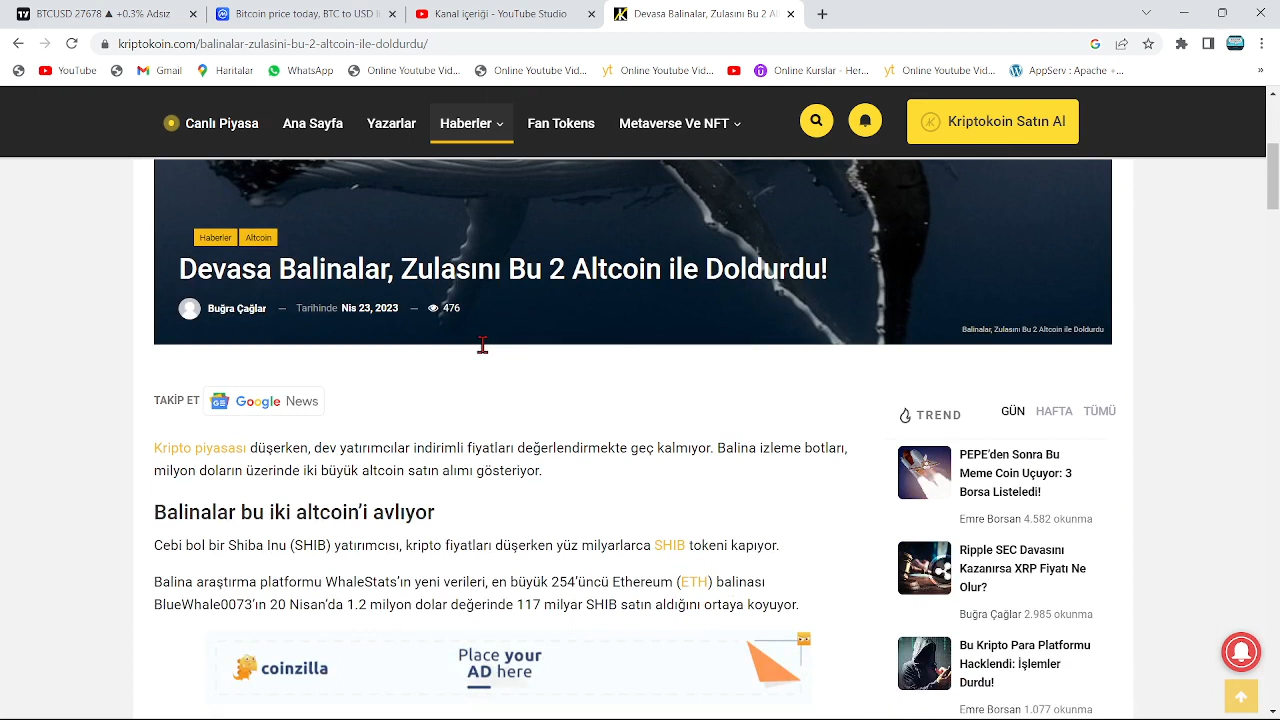 BTCUSD 27678 ▲ +0.3% Adsız
Bitcoin price today, BTC to USD li
Kanal içeriği - YouTube Studio
Devasa Balinalar, Zulasını Bu 2 Al
kriptokoin.com/balinalar-zulasini-bu-2-altcoin-ile-doldurdu/
YouTube
Gmail
Haritalar
WhatsApp
Online Youtube Vid...
Online Youtube Vid...
yt Online Youtube Vid...
Online Kurslar - Her...
yt Online Youtube Vid...
AppServ : Apache +...
»
Canlı Piyasa
Ana Sayfa
Yazarlar
Haberler
Fan Tokens
Metaverse Ve NFT
Kriptokoin Satın Al
Haberler
Altcoin
Devasa Balinalar, Zulasını Bu 2 Altcoin ile Doldurdu!
Buğra Çağlar — Tarihinde Nis 23, 2023 — 476
Balinalar, Zulasını Bu 2 Altcoin ile Doldurdu
TAKİP ET Google News
Kripto piyasası düşerken, dev yatırımcılar indirimli fiyatları değerlendirmekte geç kalmıyor. Balina izleme botları,
milyon doların üzerinde iki büyük altcoin satın alımı gösteriyor.
Balinalar bu iki altcoin’i avlıyor
Cebi bol bir Shiba Inu (SHIB) yatırımcısı, kripto fiyatları düşerken yüz milyarlarca SHIB tokeni kapıyor.
Balina araştırma platformu WhaleStats’ın yeni verileri, en büyük 254’üncü Ethereum (ETH) balinası
BlueWhale0073’ın 20 Nisan’da 1.2 milyon dolar değerinde 117 milyar SHIB satın aldığını ortaya koyuyor.
coinzilla
Place your
AD here
TREND
GÜN HAFTA TÜMÜ
PEPE’den Sonra Bu
Meme Coin Uçuyor: 3
Borsa Listeledi!
Emre Borsan 4.582 okunma
Ripple SEC Davasını
Kazanırsa XRP Fiyatı Ne
Olur?
Buğra Çağlar 2.985 okunma
Bu Kripto Para Platformu
Hacklendi: İşlemler
Durdu!
Emre Borsan 1.077 okunma